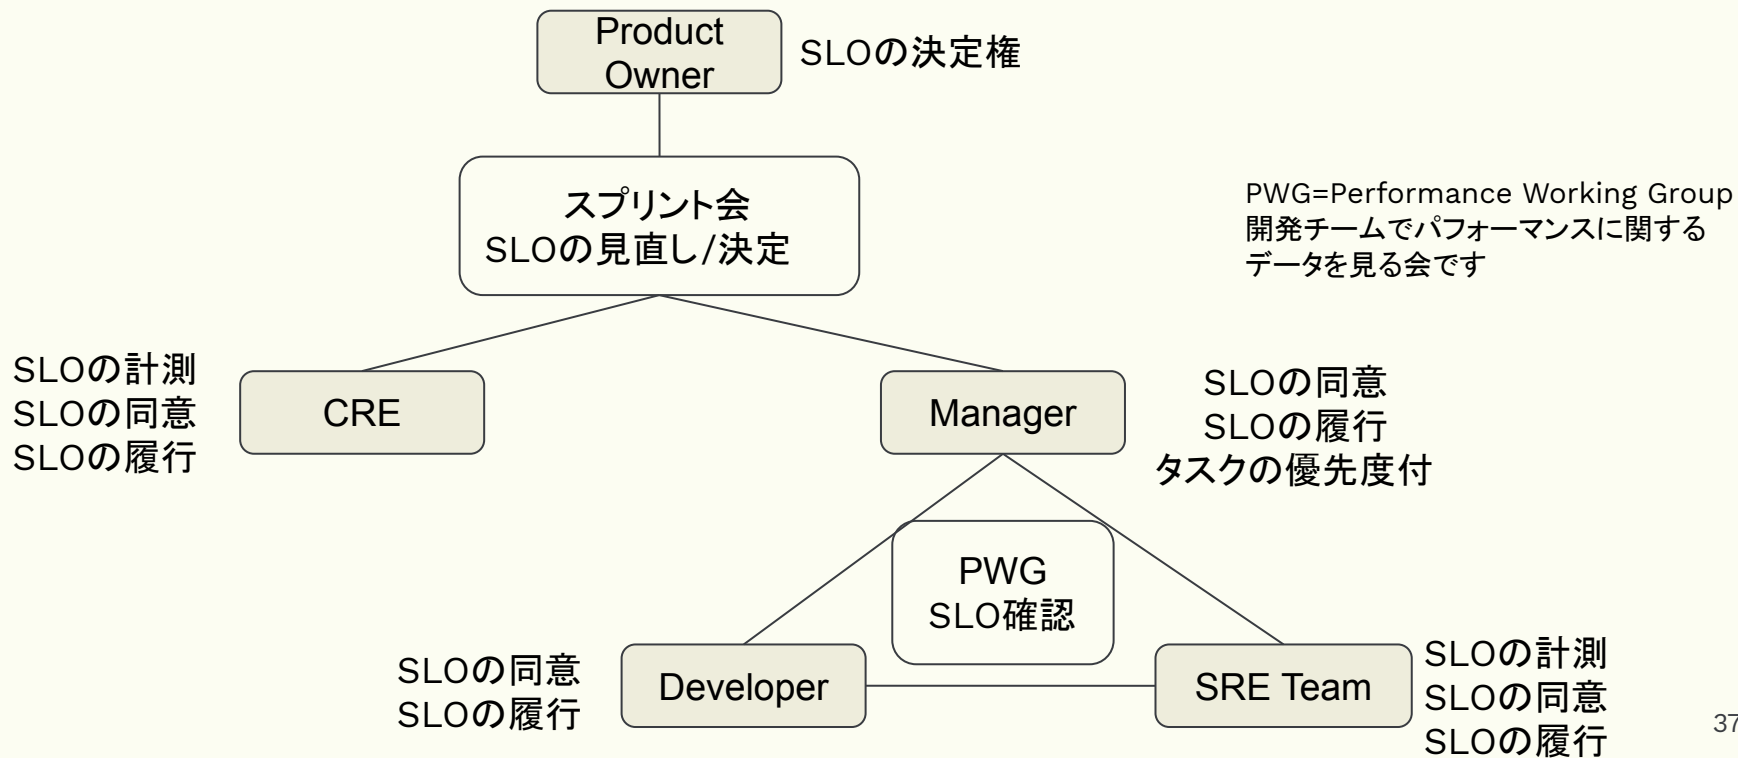 Product
Owner
SLOの決定権
スプリント会
SLOの見直し/決定
PWG=Performance Working Group
開発チームでパフォーマンスに関する
データを見る会です
SLOの計測
SLOの同意
SLOの履行
CRE
Manager
SLOの同意
SLOの履行
タスクの優先度付
PWG
SLO確認
SLOの同意
SLOの履行
Developer
SRE Team
SLOの計測
SLOの同意
SLOの履行
37